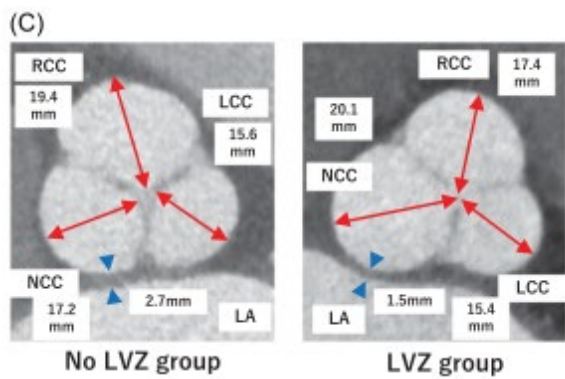 (C)
RCC
19.4
mm
LCC
15.6
mm
NCC
17.2
mm
2.7mm
LA
No LVZ group
RCC
17.4
mm
20.1
mm
NCC
LCC
15.4
mm
1.5mm
LA
LVZ group